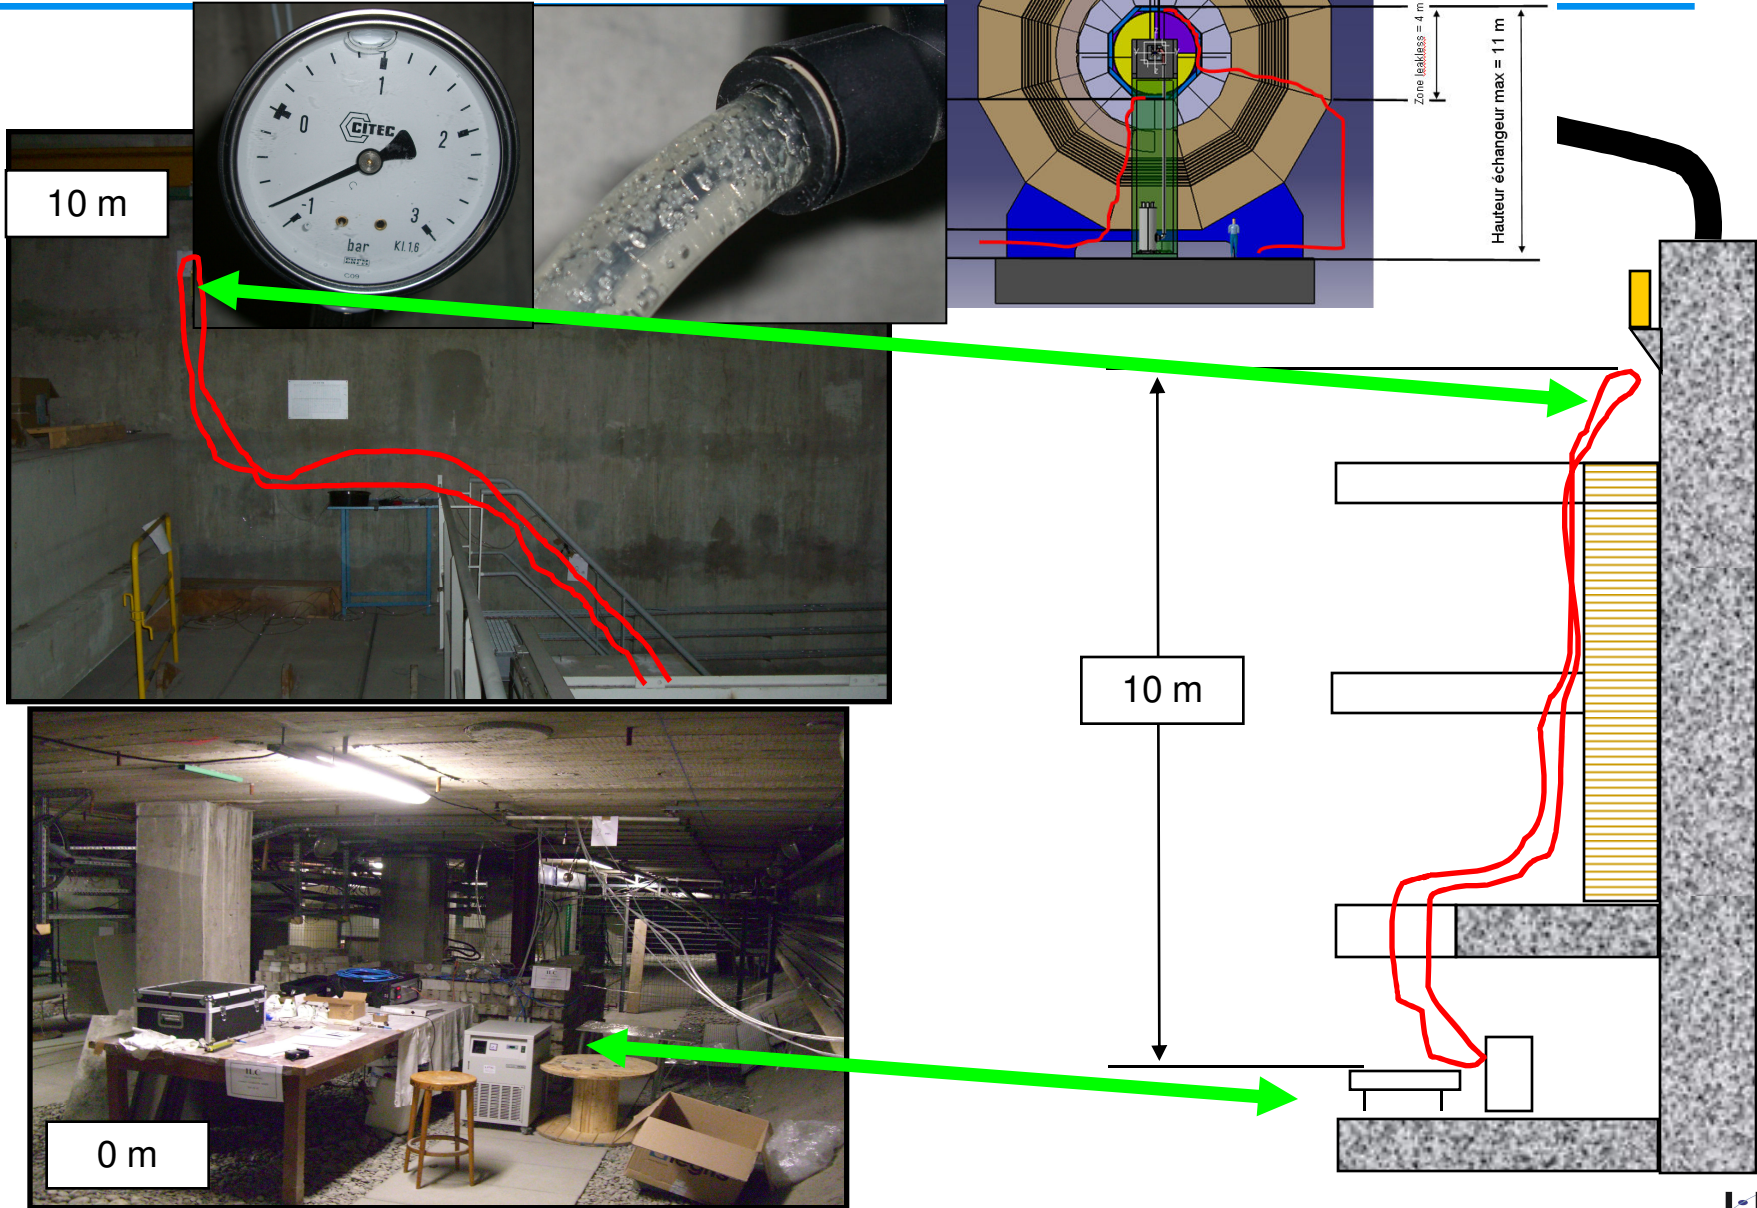 10 m
0
1
2
3
-1
CITEC
bar
Kl.1,6
Zone leakless = 4 m
Hauteur échangeur max = 11 m
10 m
ILC
0 m